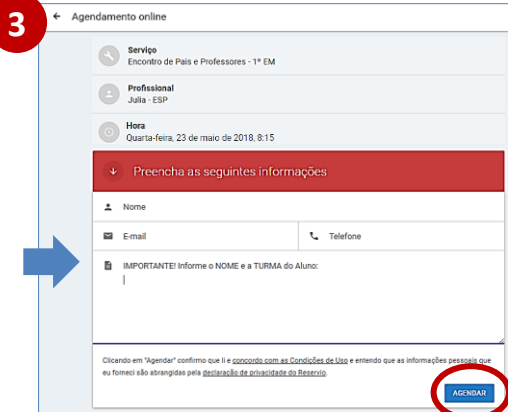 3
Agendamento online
Serviço
Encontro de Pais e Professores - 1ª EM
Profissional
Julia - ESP
Hora
Quarta-feira, 23 de maio de 2018, 8:15
Preencha as seguintes informações
Nome
E-mail
Telefone
IMPORTANTE! Informe o NOME e a TURMA do Aluno:
Clicando em "Agendar" confirmo que li e concordo com as Condições de Uso e entendo que as informações pessoais que
eu forneci são abrangidas pela declaração de privacidade do Reservio.
AGENDAR